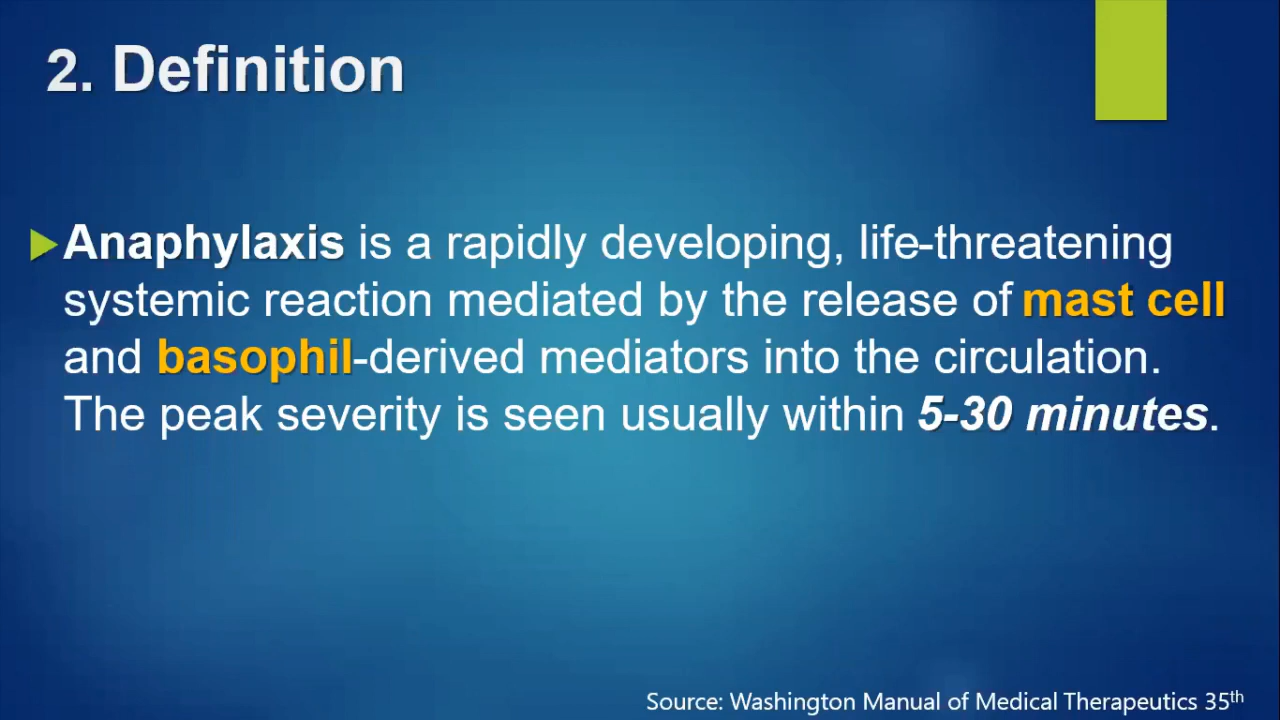 2. Definition
Anaphylaxis is a rapidly developing, life-threatening
systemic reaction mediated by the release of mast cell
and basophil-derived mediators into the circulation.
The peak severity is seen usually within 5-30 minutes.
Source: Washington Manual of Medical Therapeutics 35th